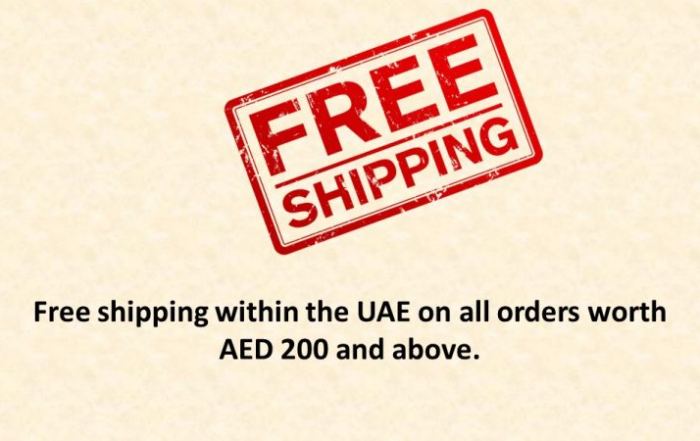 FREE
SHIPPING
Free shipping within the UAE on all orders worth
AED 200 and above.